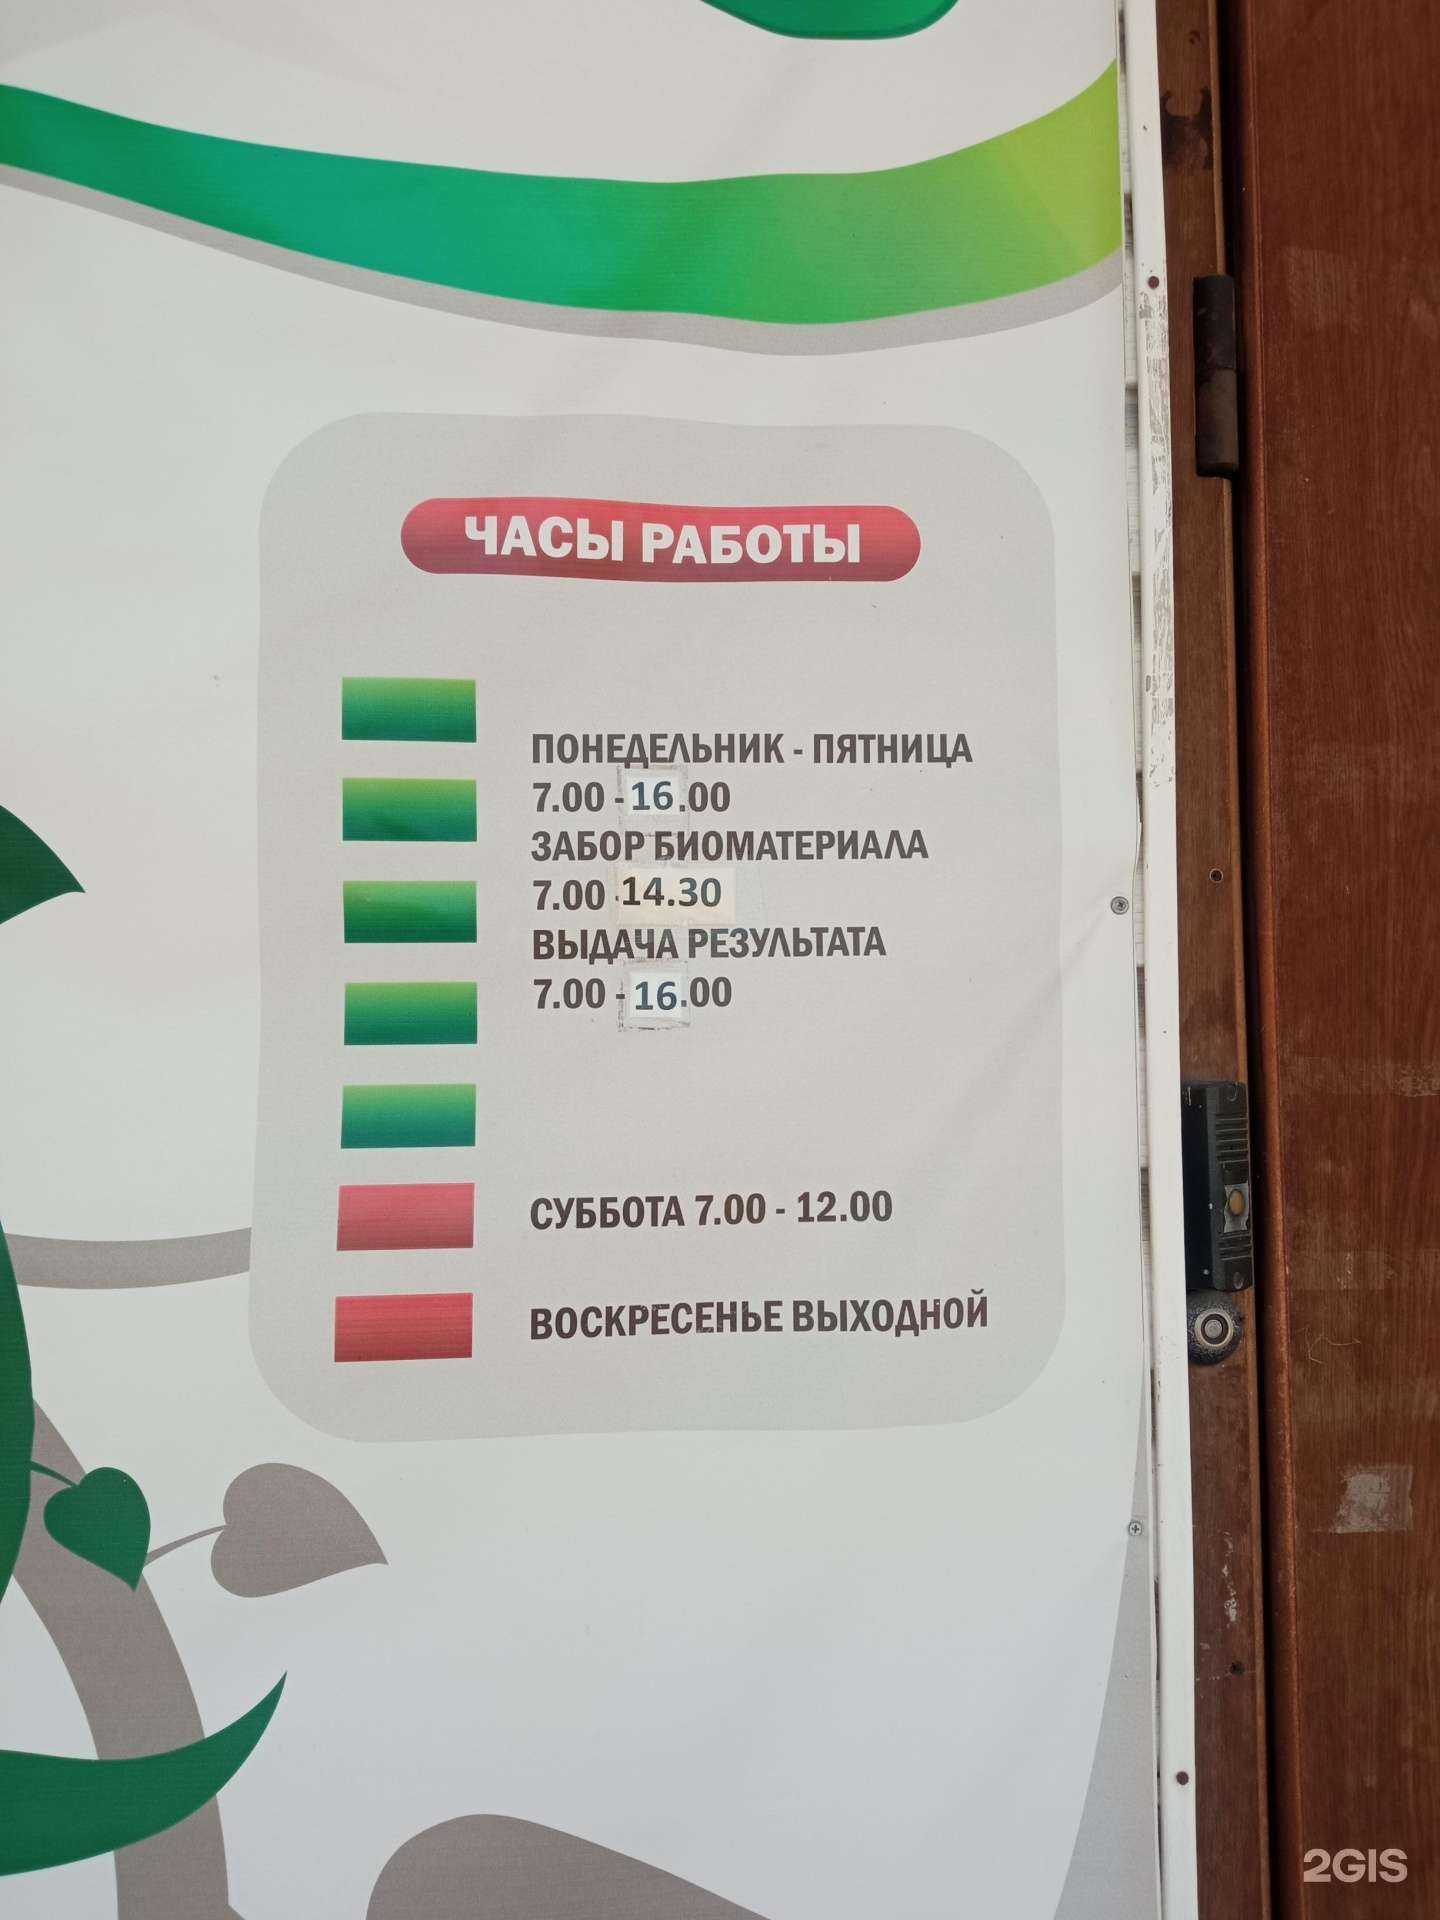 ЧАСЫ РАБОТЫ
ПОНЕДЕЛЬНИК - ПЯТНИЦА
7.00 - 16.00
ЗАБОР БИОМАТЕРИАЛА
7.00 - 14.30
ВЫДАЧА РЕЗУЛЬТАТА
7.00 - 16.00
СУББОТА 7.00 - 12.00
ВОСКРЕСЕНЬЕ ВЫХОДНОЙ
2GIS